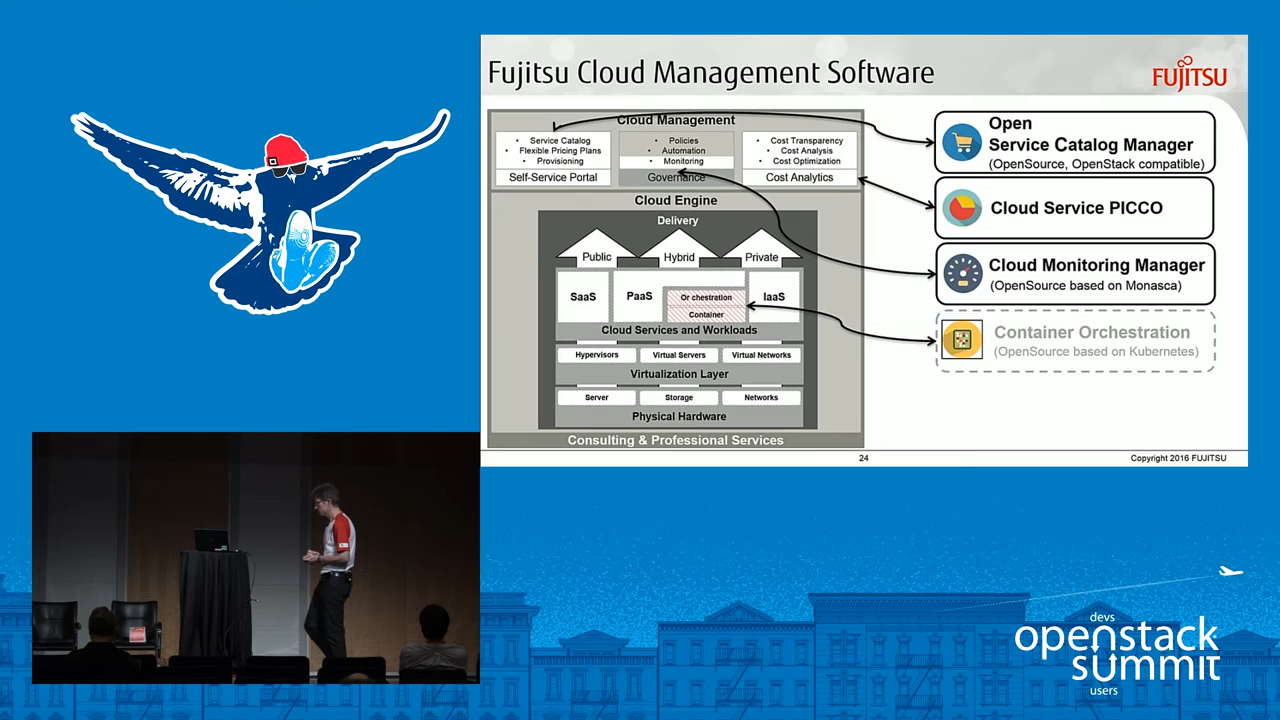 Fujitsu Cloud Management Software
FUJITSU
Cloud Management
• Service Catalog
• Flexible Pricing Plans
• Provisioning
Self-Service Portal
• Policies
• Automation
• Monitoring
Governance
• Cost Transparency
• Cost Analysis
• Cost Optimization
Cost Analytics
Cloud Engine
Delivery
Public
Hybrid
Private
SaaS
PaaS
Or chestration
Container
IaaS
Cloud Services and Workloads
Hypervisors
Virtual Servers
Virtual Networks
Virtualization Layer
Server
Storage
Networks
Physical Hardware
Consulting & Professional Services
Open
Service Catalog Manager
(OpenSource, OpenStack compatible)
Cloud Service PICCO
Cloud Monitoring Manager
(OpenSource based on Monasca)
Container Orchestration
(OpenSource based on Kubernetes)
24
Copyright 2016 FUJITSU
devs
openstack
summit
users